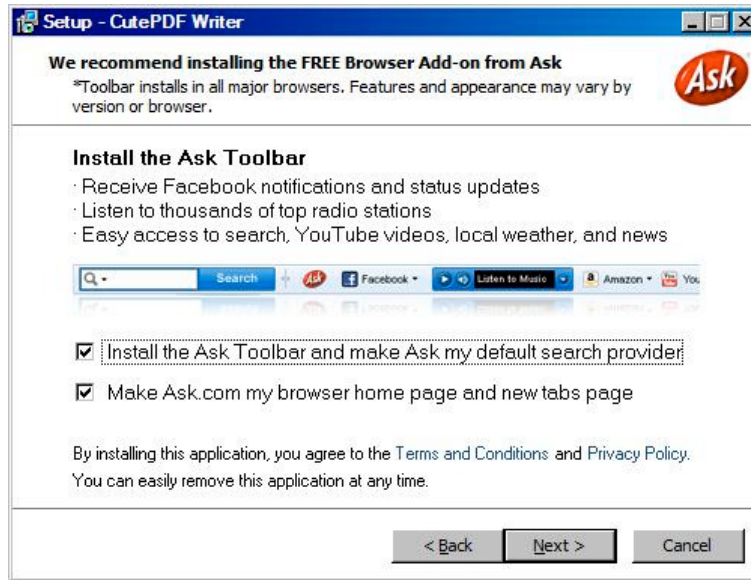 Setup - CutePDF Writer
We recommend installing the FREE Browser Add-on from Ask
*Toolbar installs in all major browsers. Features and appearance may vary by
version or browser.
Ask
Install the Ask Toolbar
· Receive Facebook notifications and status updates
· Listen to thousands of top radio stations
· Easy access to search, YouTube videos, local weather, and news
Search Ask Facebook Listen to Music Amazon You
Install the Ask Toolbar and make Ask my default search provider
Make Ask.com my browser home page and new tabs page
By installing this application, you agree to the Terms and Conditions and Privacy Policy.
You can easily remove this application at any time.
< Back Next > Cancel